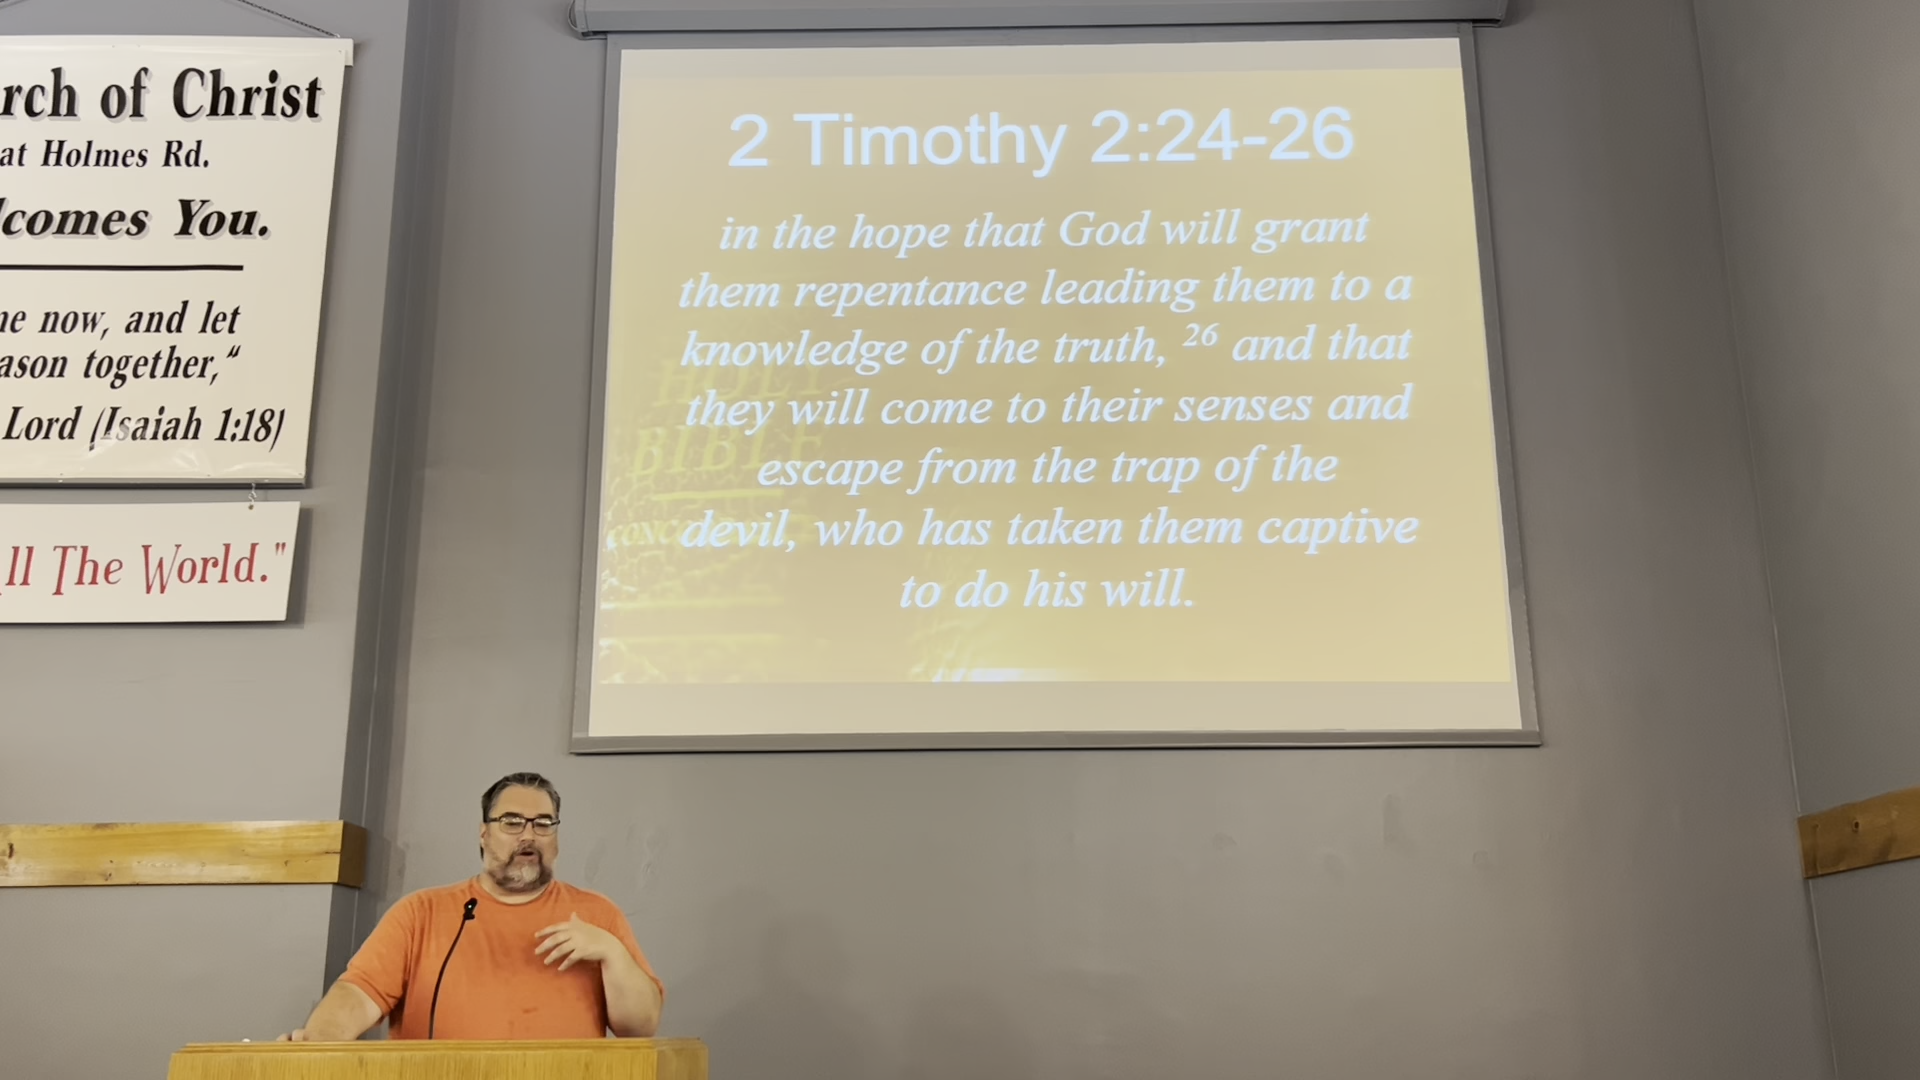 rch of Christ
at Holmes Rd.
lcomes You.
ne now, and let
ason together,"
Lord (Isaiah 1:18)
ll The World."
2 Timothy 2:24-26
in the hope that God will grant
them repentance leading them to a
knowledge of the truth, 26 and that
they will come to their senses and
escape from the trap of the
devil, who has taken them captive
to do his will.
HOLY
BIBLE